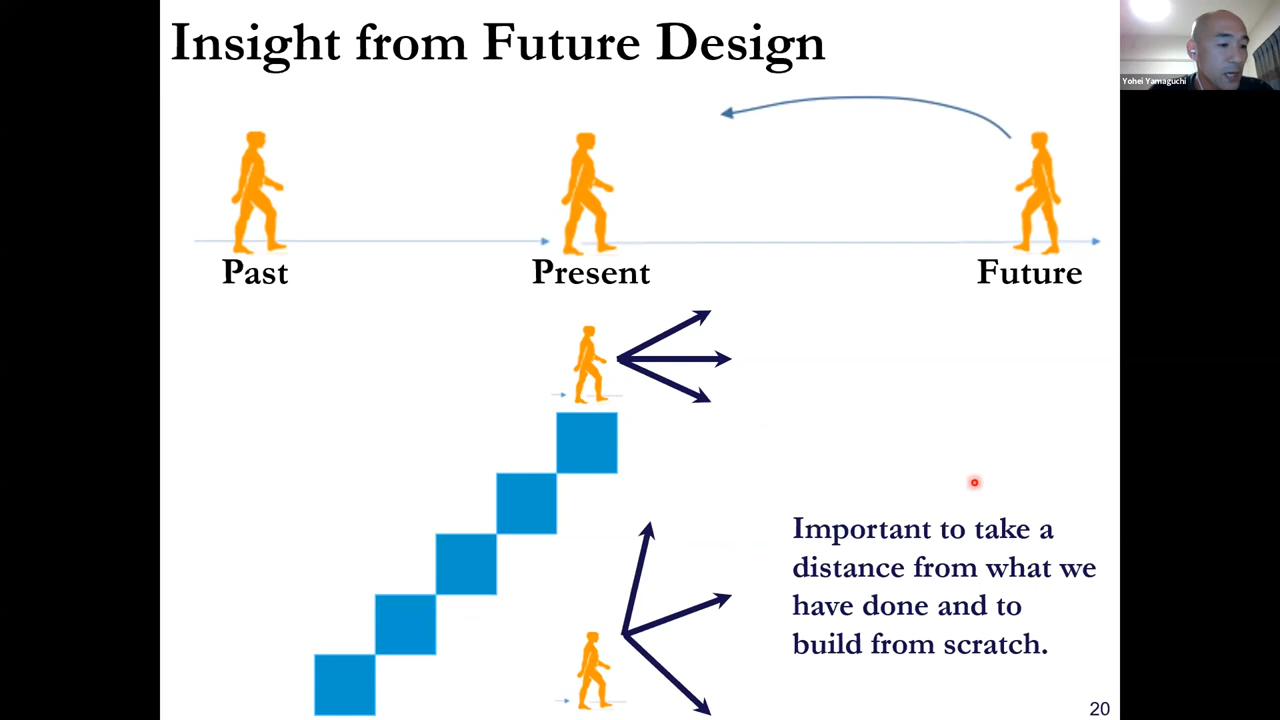 Insight from Future Design
Yohei Yamaguchi
Past
Present
Future
Important to take a
distance from what we
have done and to
build from scratch.
20